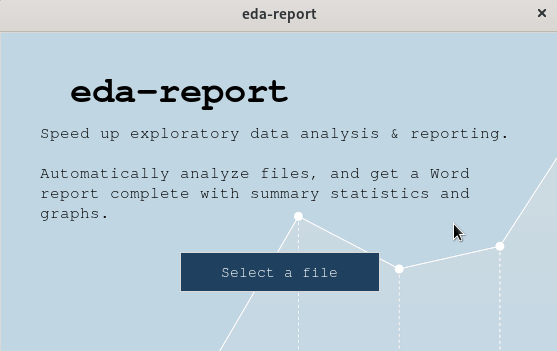 eda-report
eda-report
Speed up exploratory data analysis & reporting.
Automatically analyze files, and get a Word
report complete with summary statistics and
graphs.
Select a file